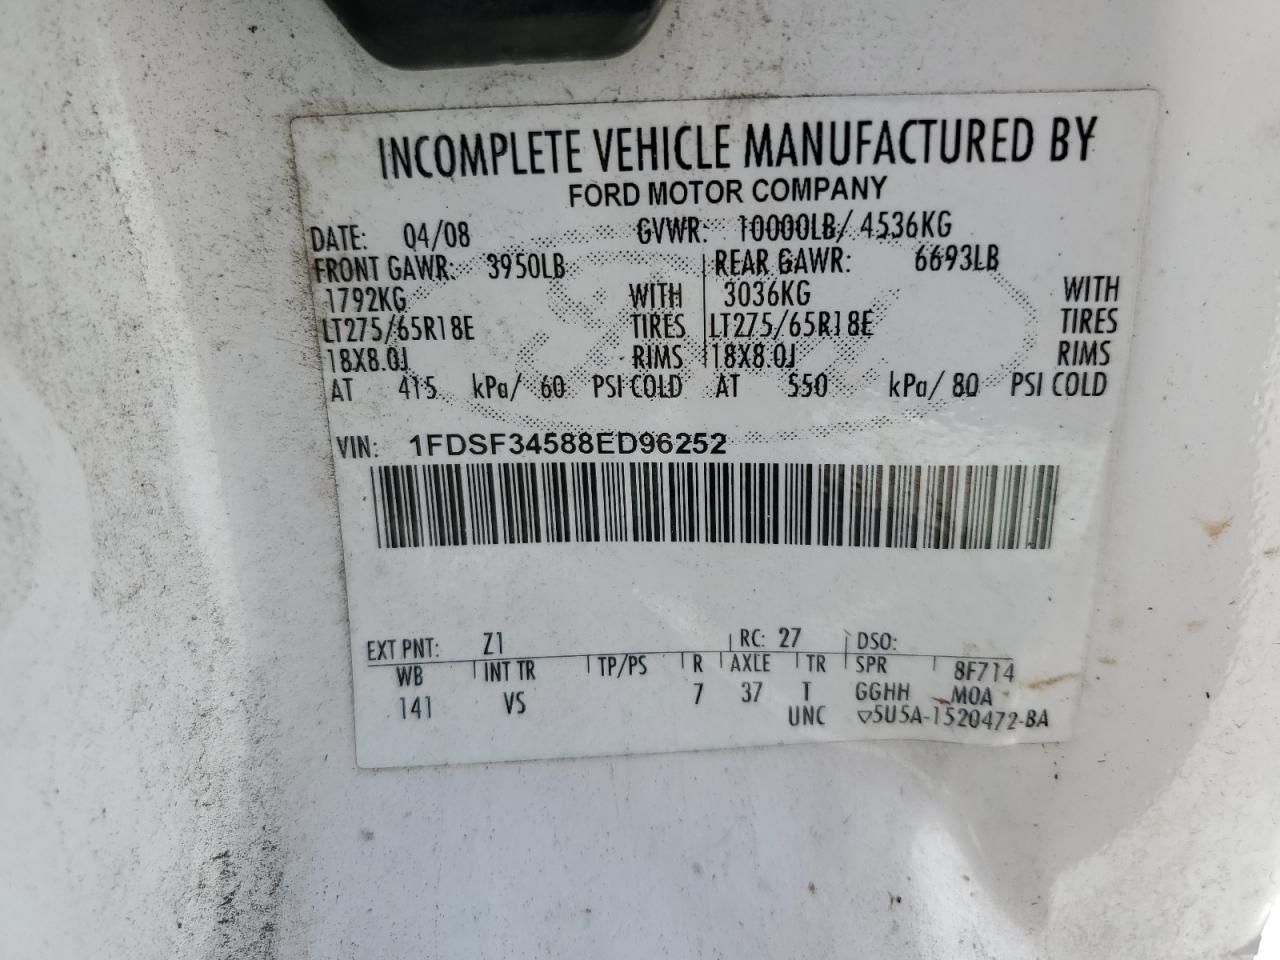 INCOMPLETE VEHICLE MANUFACTURED BY
FORD MOTOR COMPANY
DATE: 04/08 GVWR: 10000LB/ 4536KG
FRONT GAWR: 3950LB REAR GAWR: 6693LB
1792KG WITH 3036KG WITH
LT275/65R18E TIRES LT275/65R18E TIRES
18X8.0J RIMS 18X8.0J RIMS
AT 415 kPa/ 60 PSI COLD AT 550 kPa/ 80 PSI COLD
VIN: 1FDSF34588ED96252
EXT PNT: Z1 RC: 27 DSO:
WB INT TR TP/PS R AXLE TR SPR 8F714
141 VS 7 37 T GGHH MOA
UNC ▽5U5A-1520472-BA